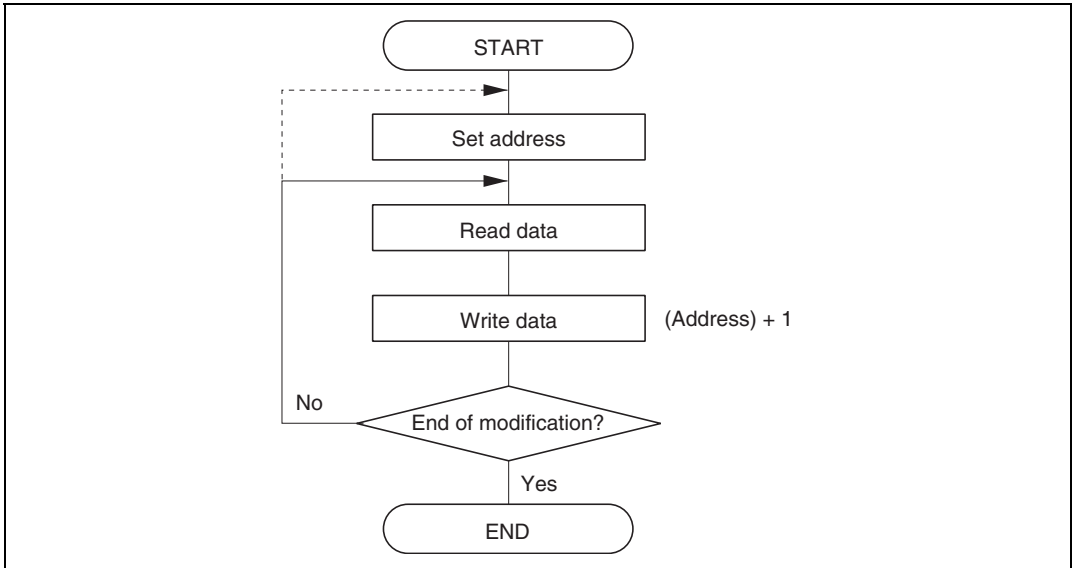 START
Set address
Read data
Write data
(Address) + 1
End of modification?
No
Yes
END